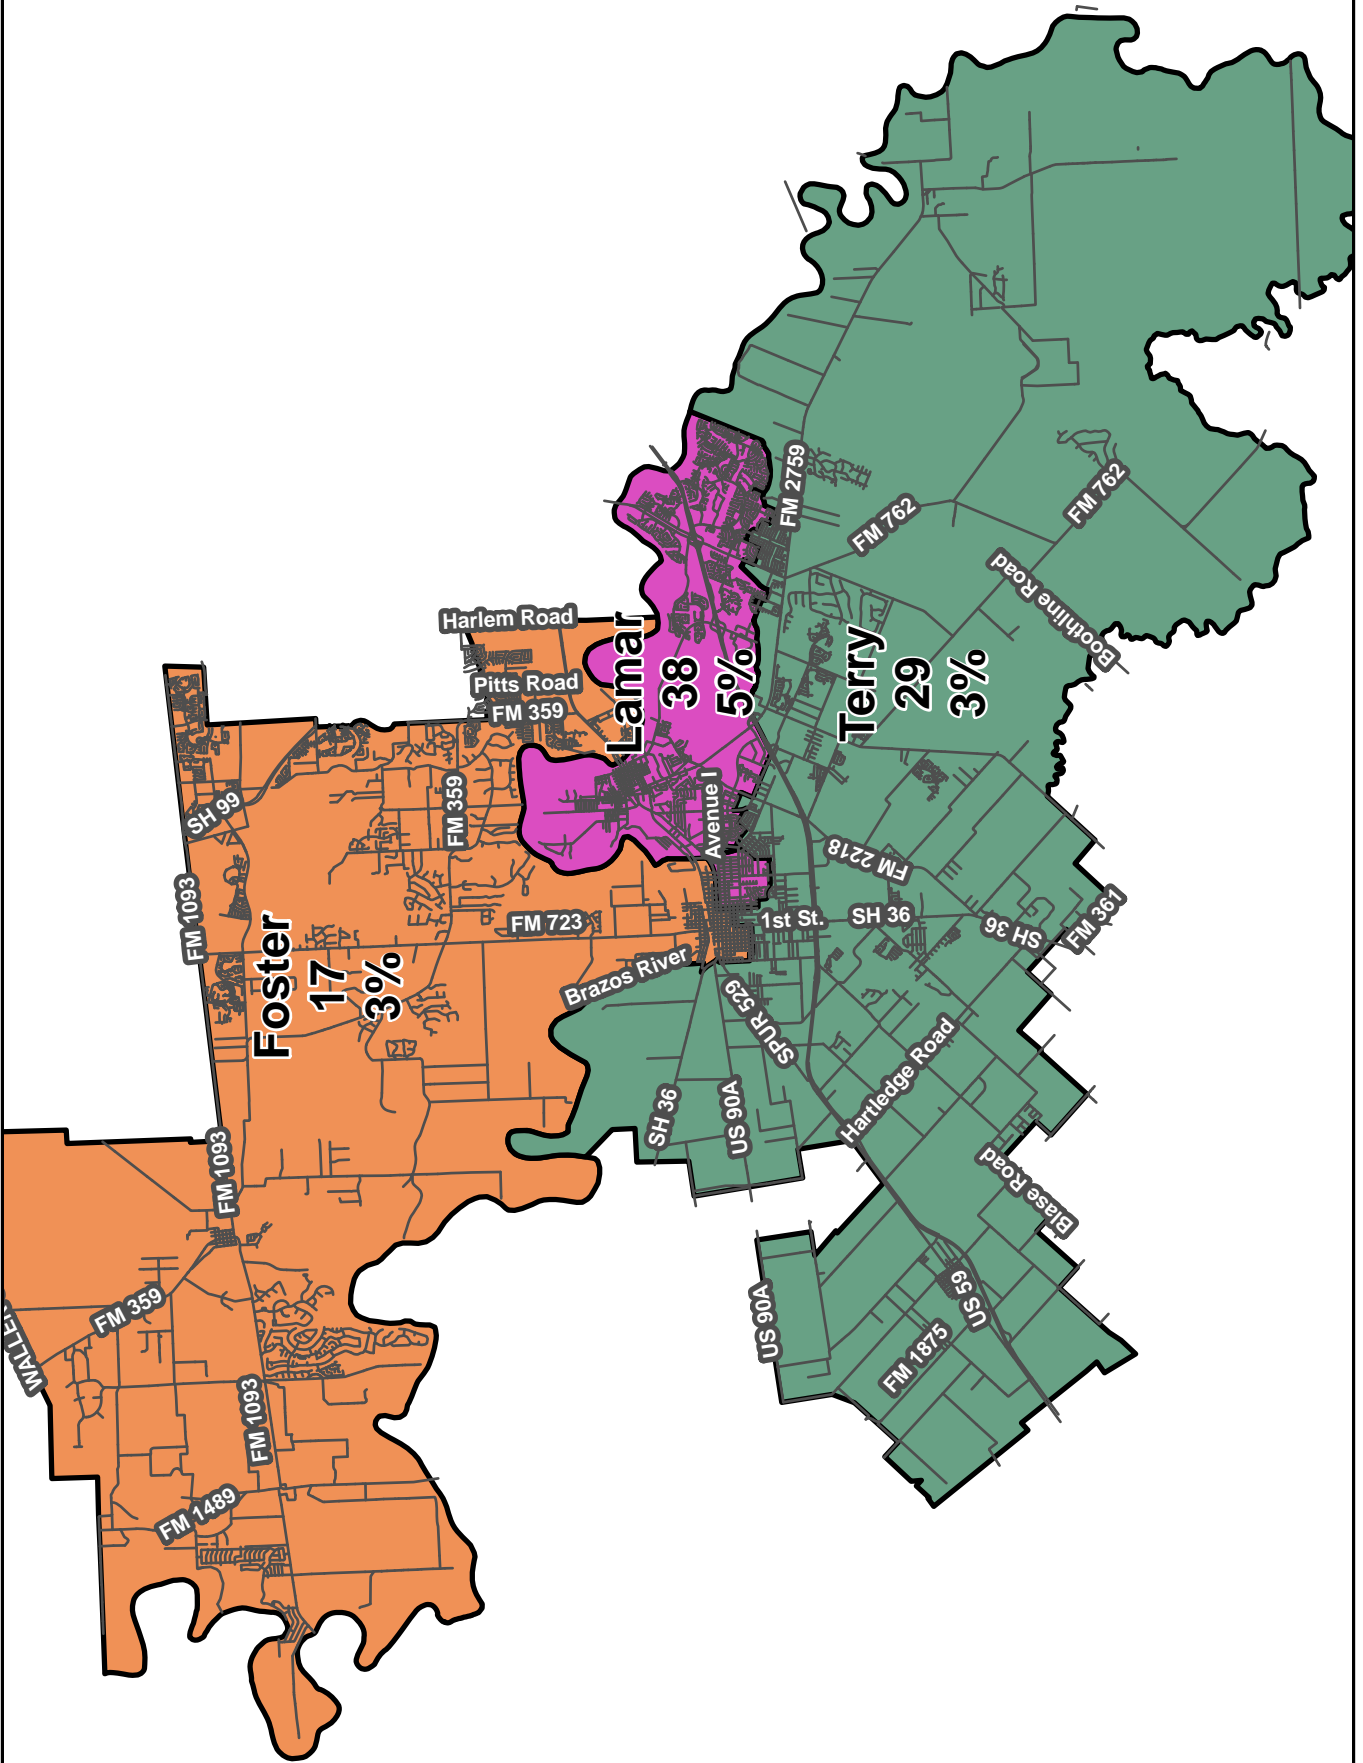 Harlem Road
Pitts Road
FM 359
SH 99
FM 359
FM 1093
Foster
17
3%
FM 723
Brazos River
Lamar
38
5%
Avenue I
FM 2759
FM 762
FM 762
Boothline Road
Terry
29
3%
FM 2218
1st St.
SH 36
SH 36
FM 361
SPUR 529
Hartledge Road
SH 36
US 90A
Blase Road
US 90A
US 59
FM 1875
FM 1093
FM 359
FM 1093
FM 1489